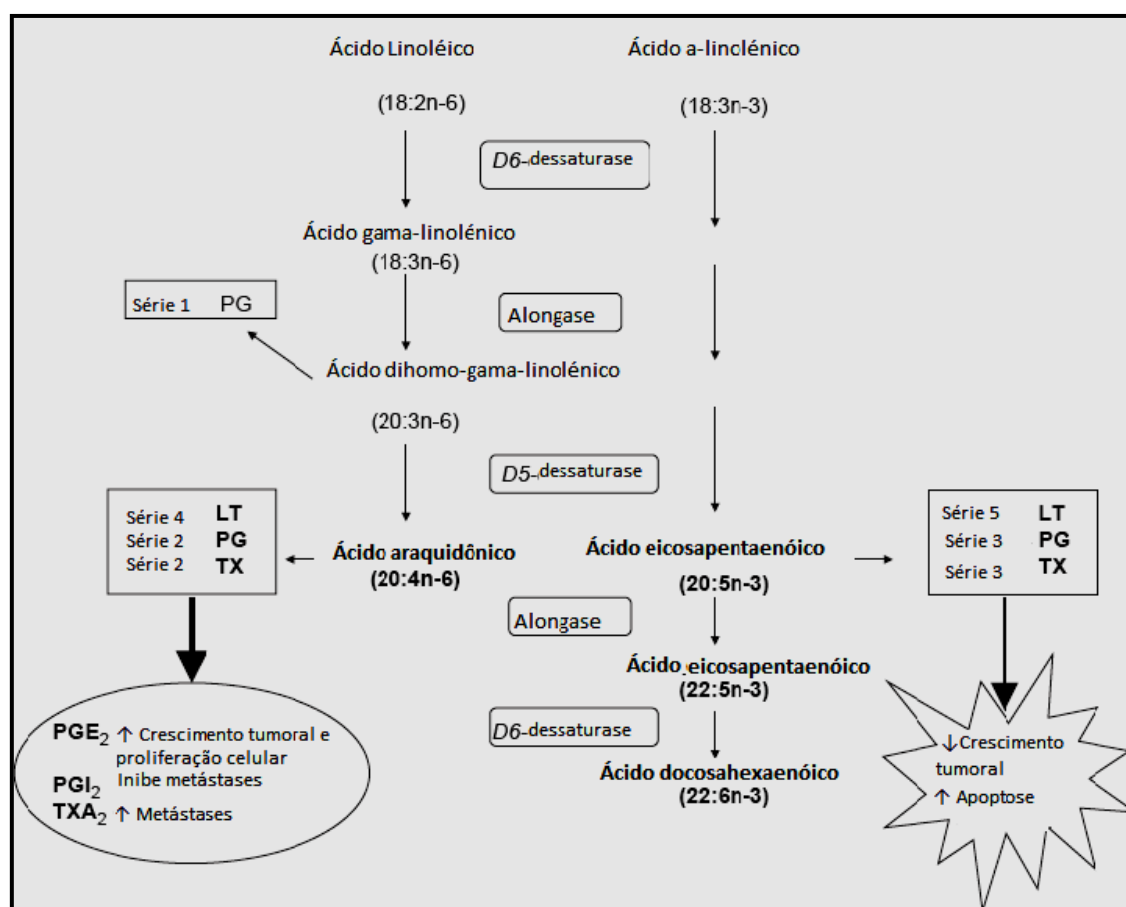 Ácido Linoléico
Ácido a-linolénico
(18:2n-6)
(18:3n-3)
D6-dessaturase
Ácido gama-linolénico
(18:3n-6)
Série 1 PG
Alongase
Ácido dihomo-gama-linolénico
(20:3n-6)
D5-dessaturase
Série 4 LT
Série 2 PG
Série 2 TX
Ácido araquidônico
(20:4n-6)
Ácido eicosapentaenóico
(20:5n-3)
Série 5 LT
Série 3 PG
Série 3 TX
Alongase
Ácido eicosapentaenóico
(22:5n-3)
D6-dessaturase
Ácido docosahexaenóico
(22:6n-3)
PGE2 ↑ Crescimento tumoral e
proliferação celular
PGI2 Inibe metástases
TXA2 ↑ Metástases
↓Crescimento
tumoral
↑ Apoptose